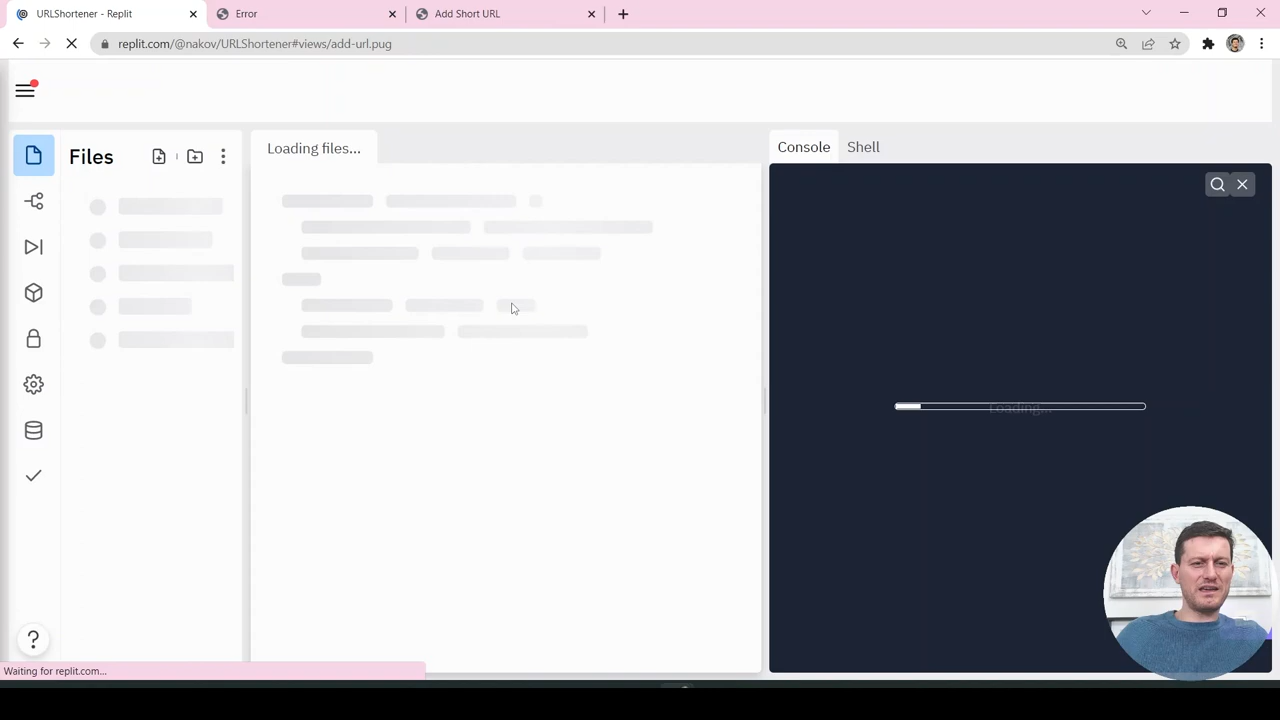 URLShortener - Replit
Error
Add Short URL
replit.com/@nakov/URLShortener#views/add-url.pug
Files
Loading files...
Console
Shell
Loading...
?
Waiting for replit.com...